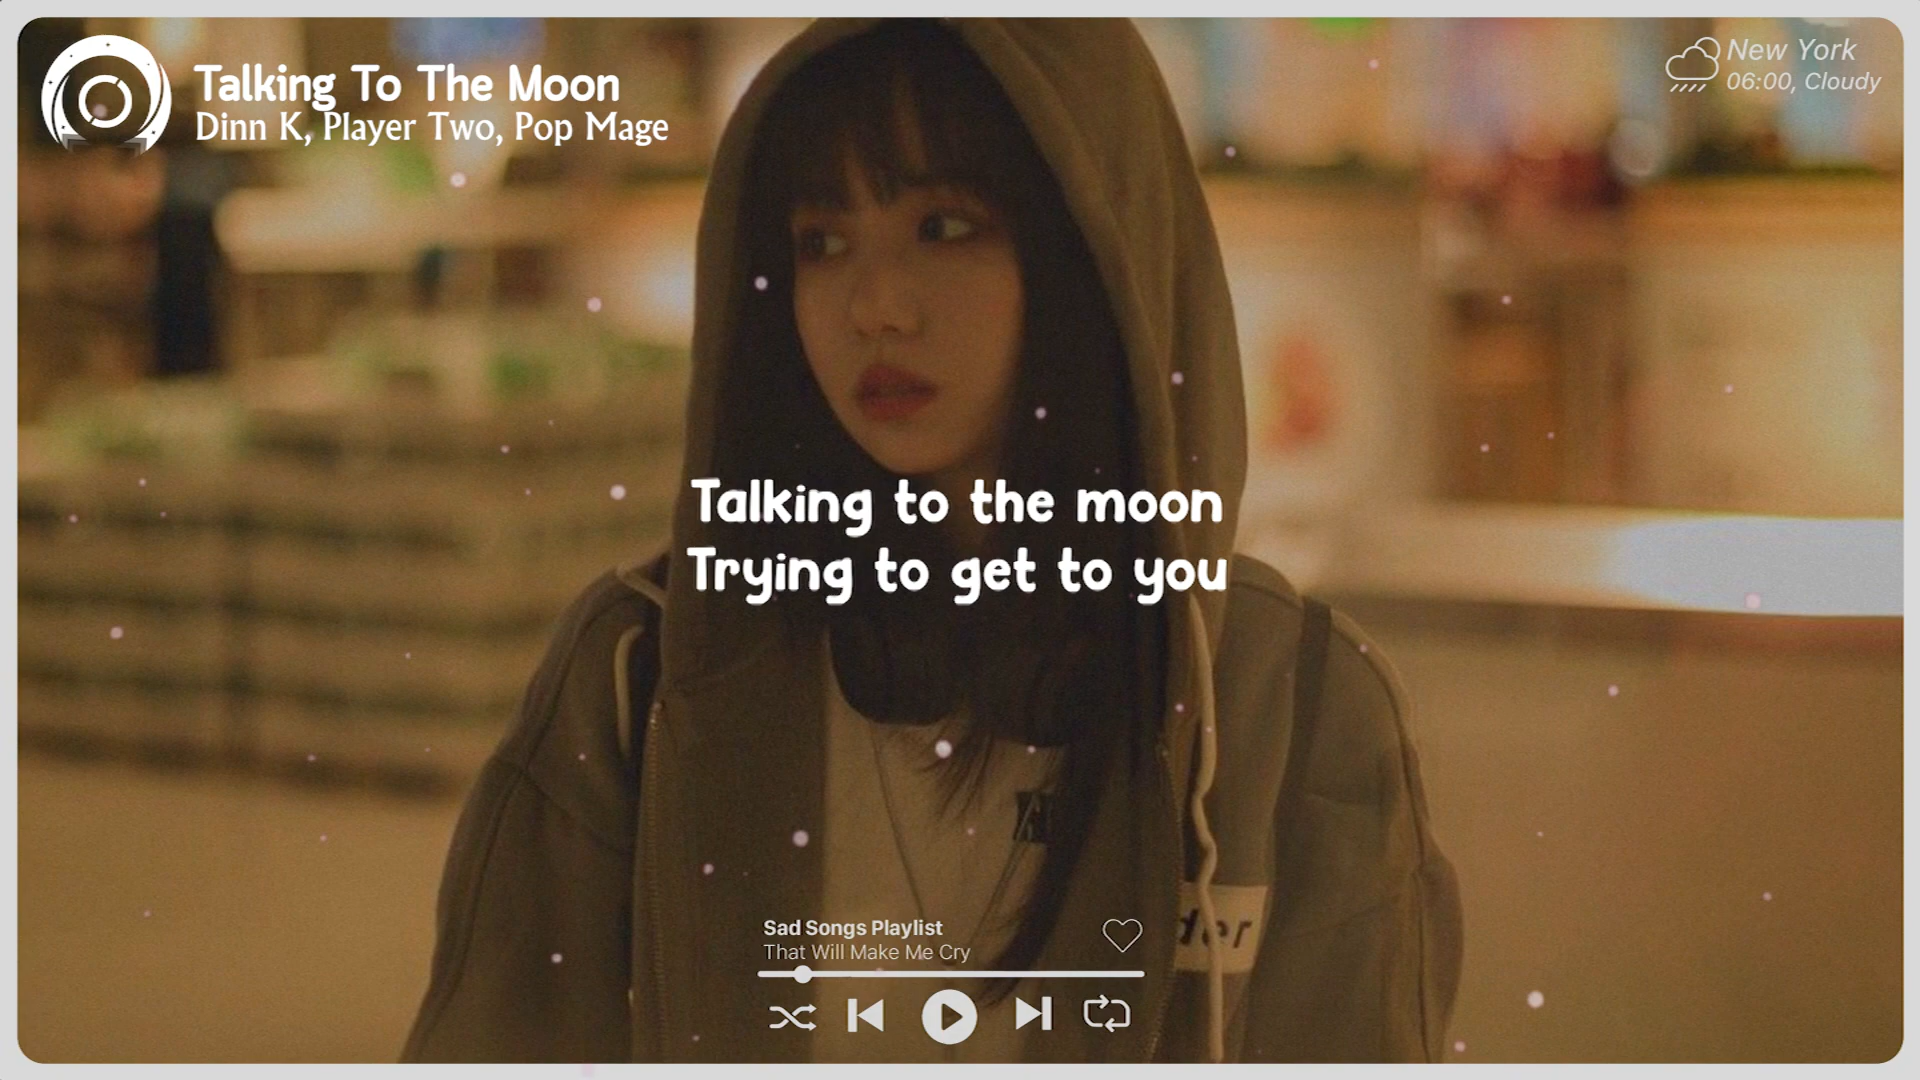 Talking To The Moon
Dinn K, Player Two, Pop Mage
New York
06:00, Cloudy
Talking to the moon
Trying to get to you
der
Sad Songs Playlist
That Will Make Me Cry